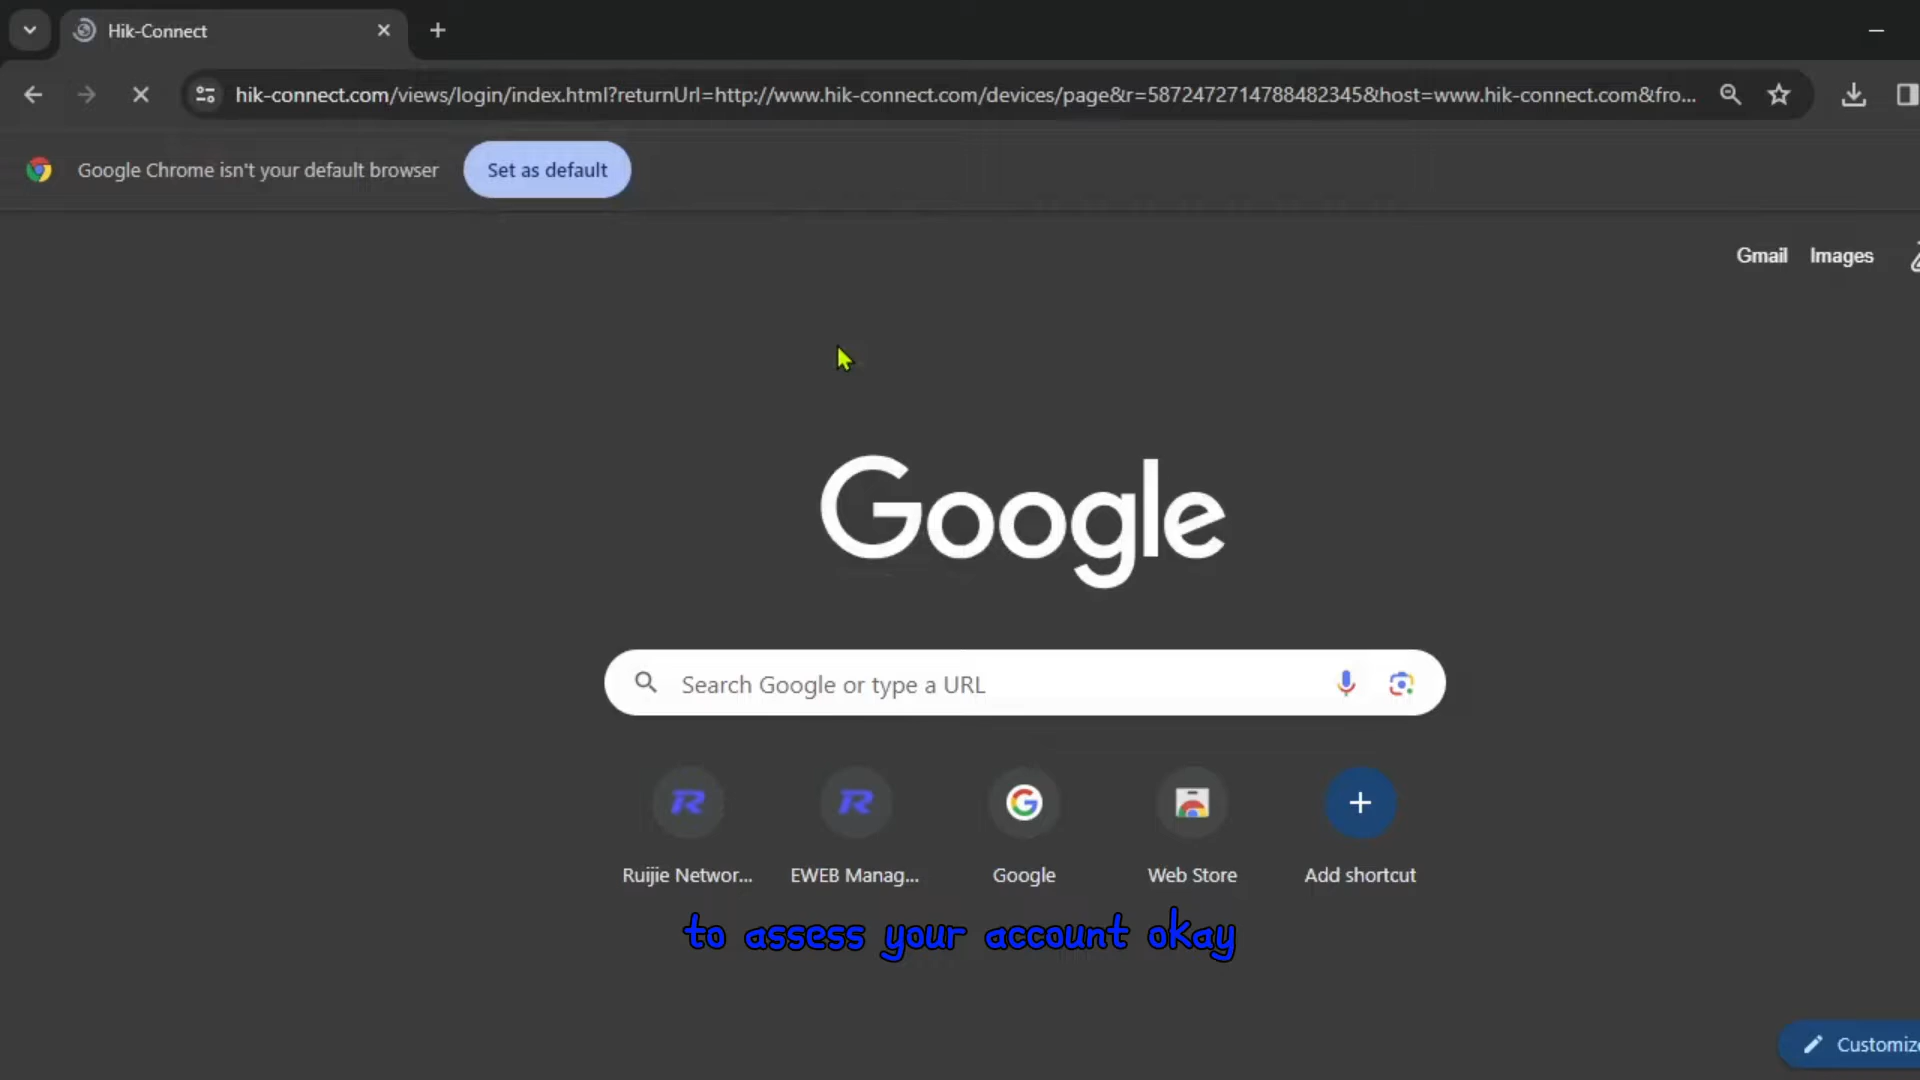 Hik-Connect
hik-connect.com/views/login/index.html?returnUrl=http://www.hik-connect.com/devices/page&r=5872472714788482345&host=www.hik-connect.com&fro...
Google Chrome isn't your default browser
Set as default
Gmail
Images
Google
Search Google or type a URL
Ruijie Networ...
EWEB Manag...
Google
Web Store
Add shortcut
to assess your account okay
Customize